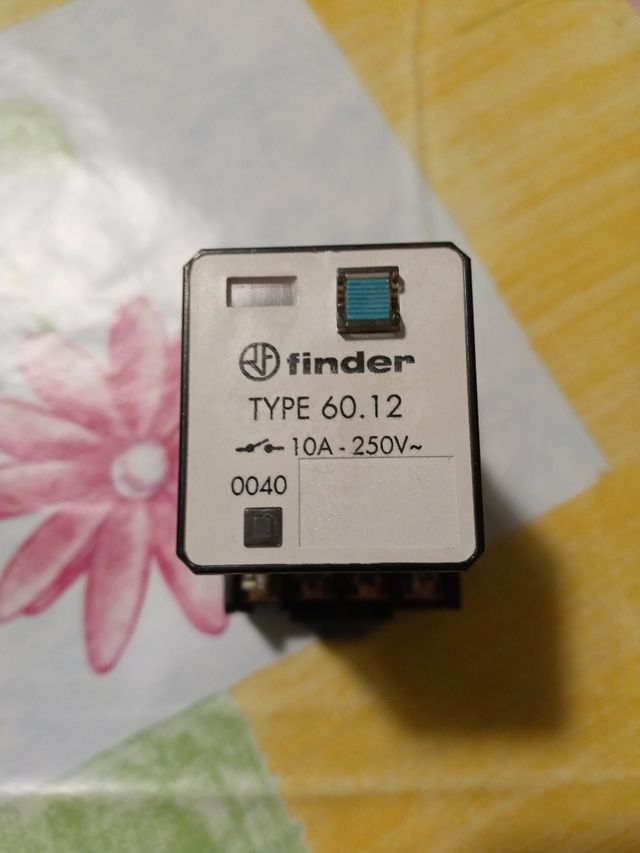 finder
TYPE 60.12
10A - 250V~
0040